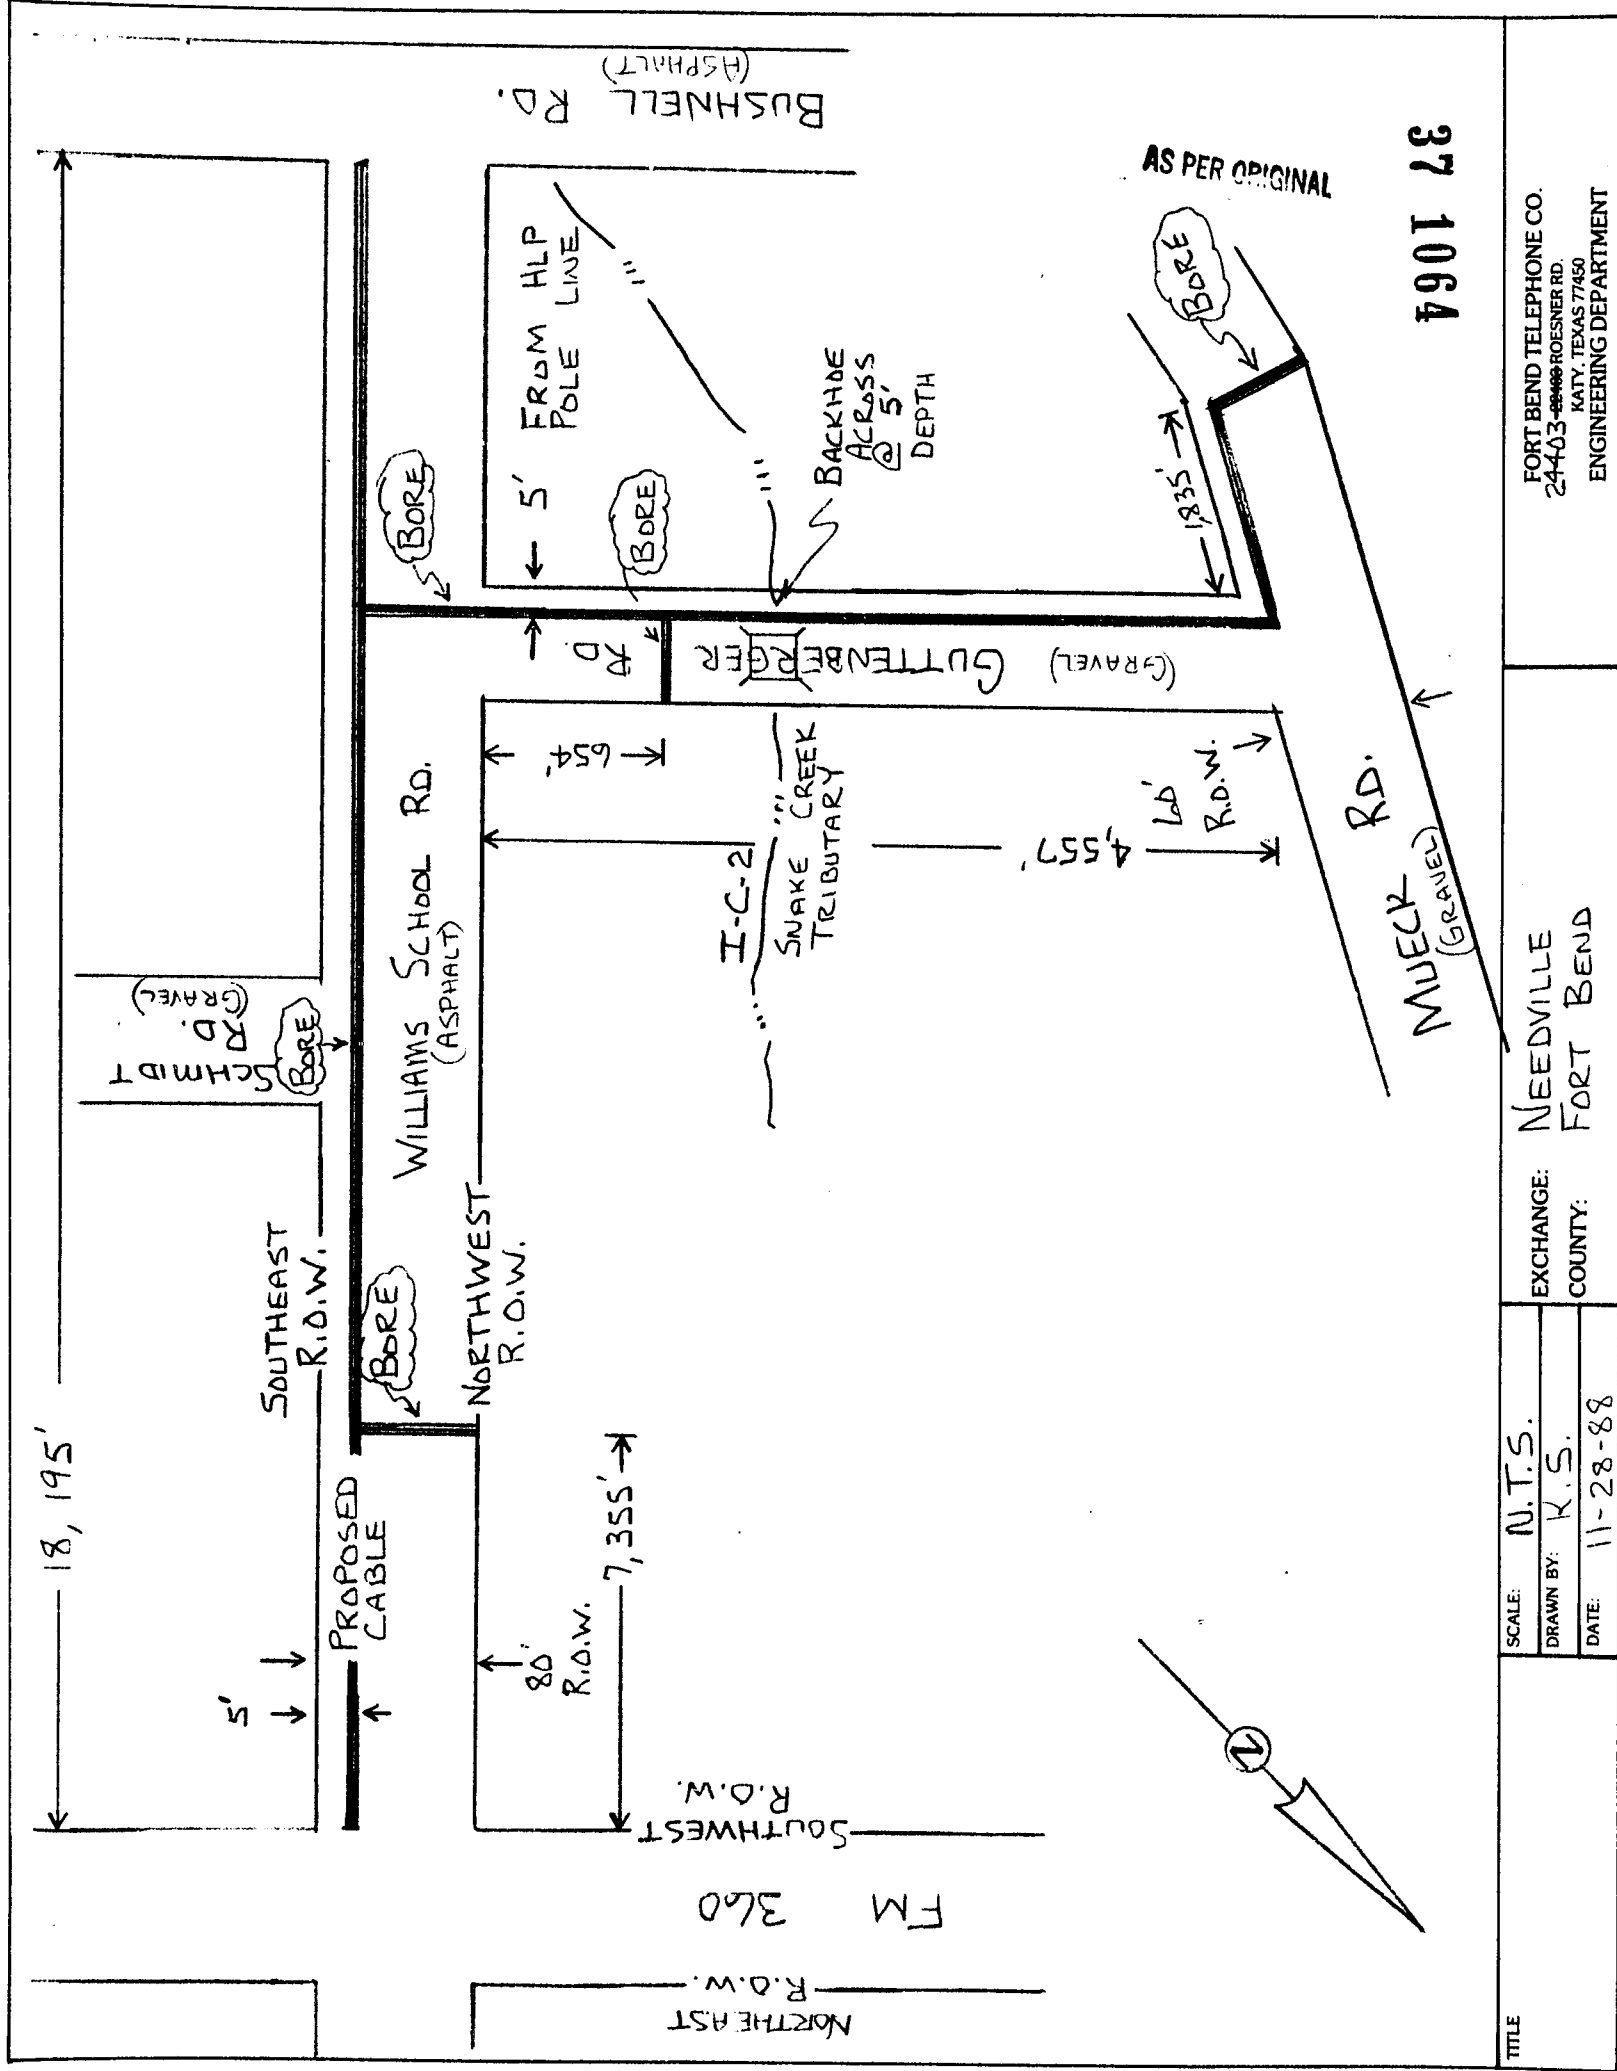 18,195'
BUSHNELL RD.
(ASPHALT)
SCHMIDT
RD.
(GRAVEL)
BORE
SOUTHEAST
R.O.W.
5'
PROPOSED
CABLE
BORE
WILLIAMS SCHOOL RD.
(ASPHALT)
BORE
NORTHWEST
R.O.W.
80'
R.O.W.
7,355'
5'
FROM HLP
POLE LINE
BORE
RD.
GUTTENBERGER
(GRAVEL)
654'
4,557'
I-C-2
SNAKE CREEK
TRIBUTARY
BACKHOE
ACROSS
@ 5'
DEPTH
60'
R.O.W.
1,835'
BORE
MUECK RD.
(GRAVEL)
SOUTHWEST
R.O.W.
FM 360
R.O.W.
NORTHEAST
N
AS PER ORIGINAL
37 1064
TITLE
SCALE: N.T.S.
DRAWN BY: K.S.
DATE: 11-28-88
EXCHANGE: NEEDVILLE
COUNTY: FORT BEND
FORT BEND TELEPHONE CO.
24403 ROESNER RD.
KATY, TEXAS 77450
ENGINEERING DEPARTMENT